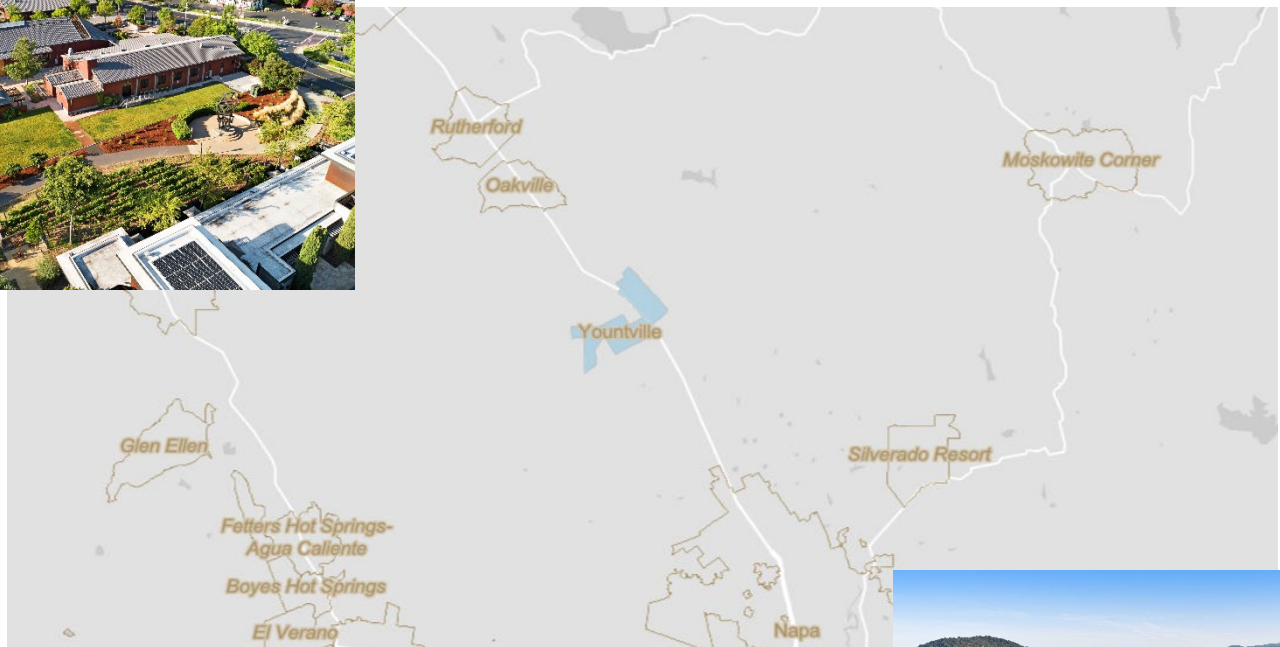 Rutherford
Moskowite Corner
Oakville
Yountville
Glen Ellen
Silverado Resort
Fetters Hot Springs-
Agua Caliente
Boyes Hot Springs
El Verano
Napa